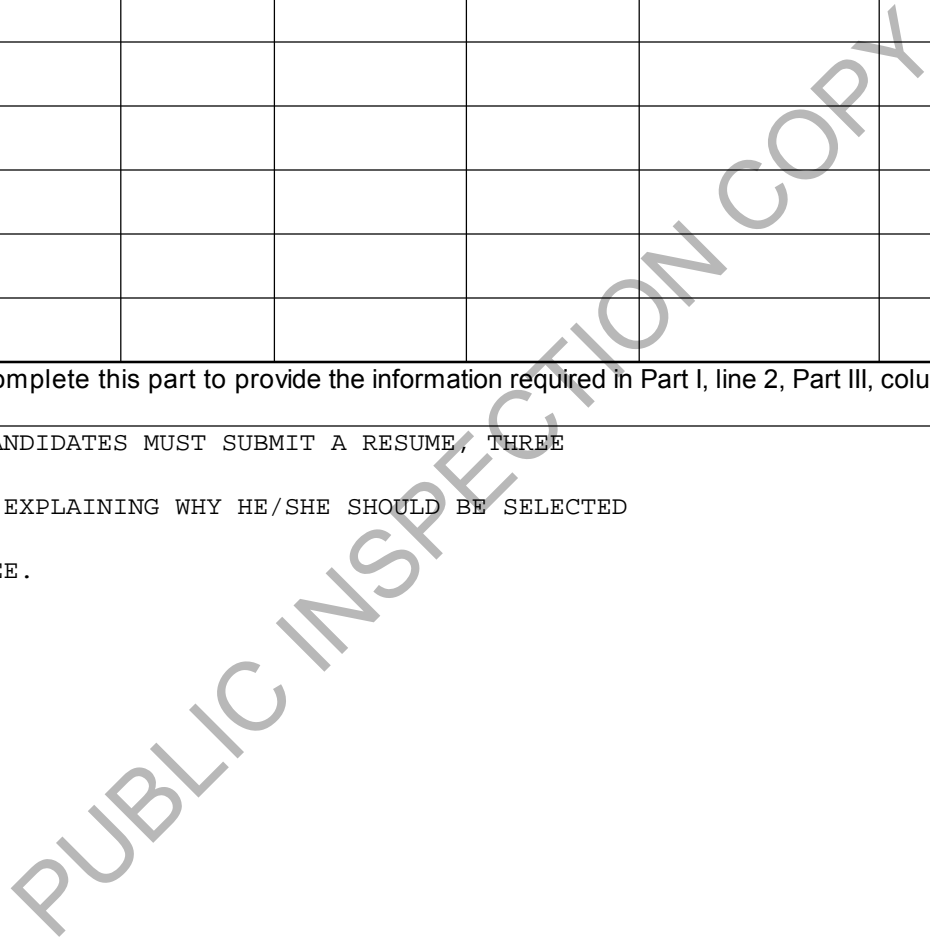 omplete this part to provide the information required in Part I, line 2, Part III, colu
ANDIDATES MUST SUBMIT A RESUME, THREE
EXPLAINING WHY HE/SHE SHOULD BE SELECTED
EE.
PUBLIC INSPECTION COPY